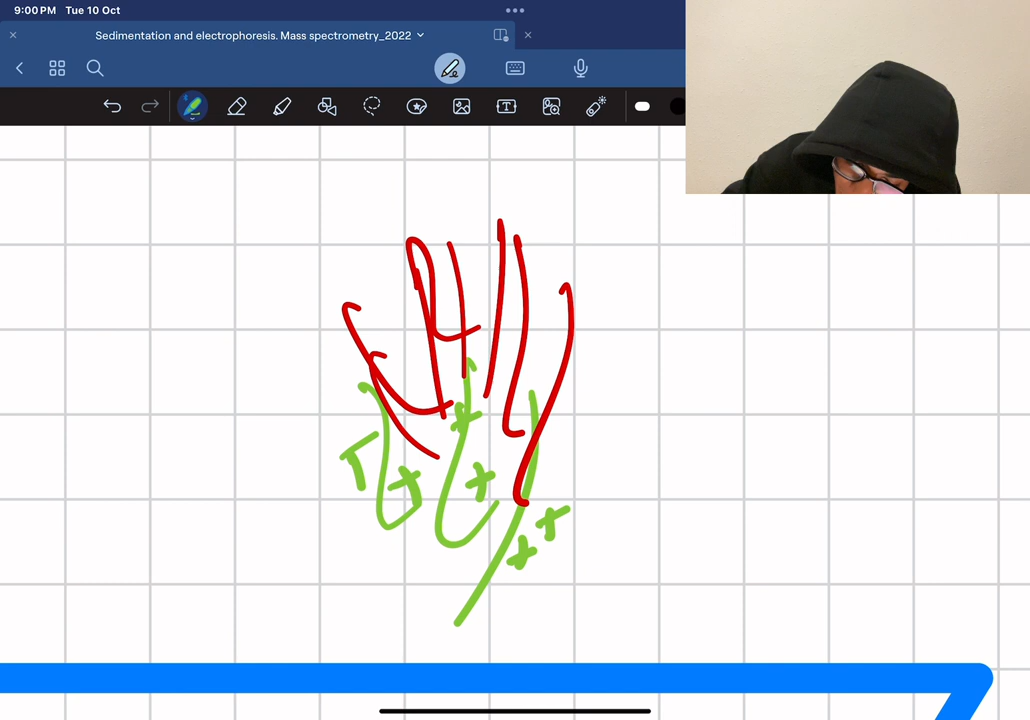 9:00 PM Tue 10 Oct
Sedimentation and electrophoresis. Mass spectrometry_2022
T
+ + + + +